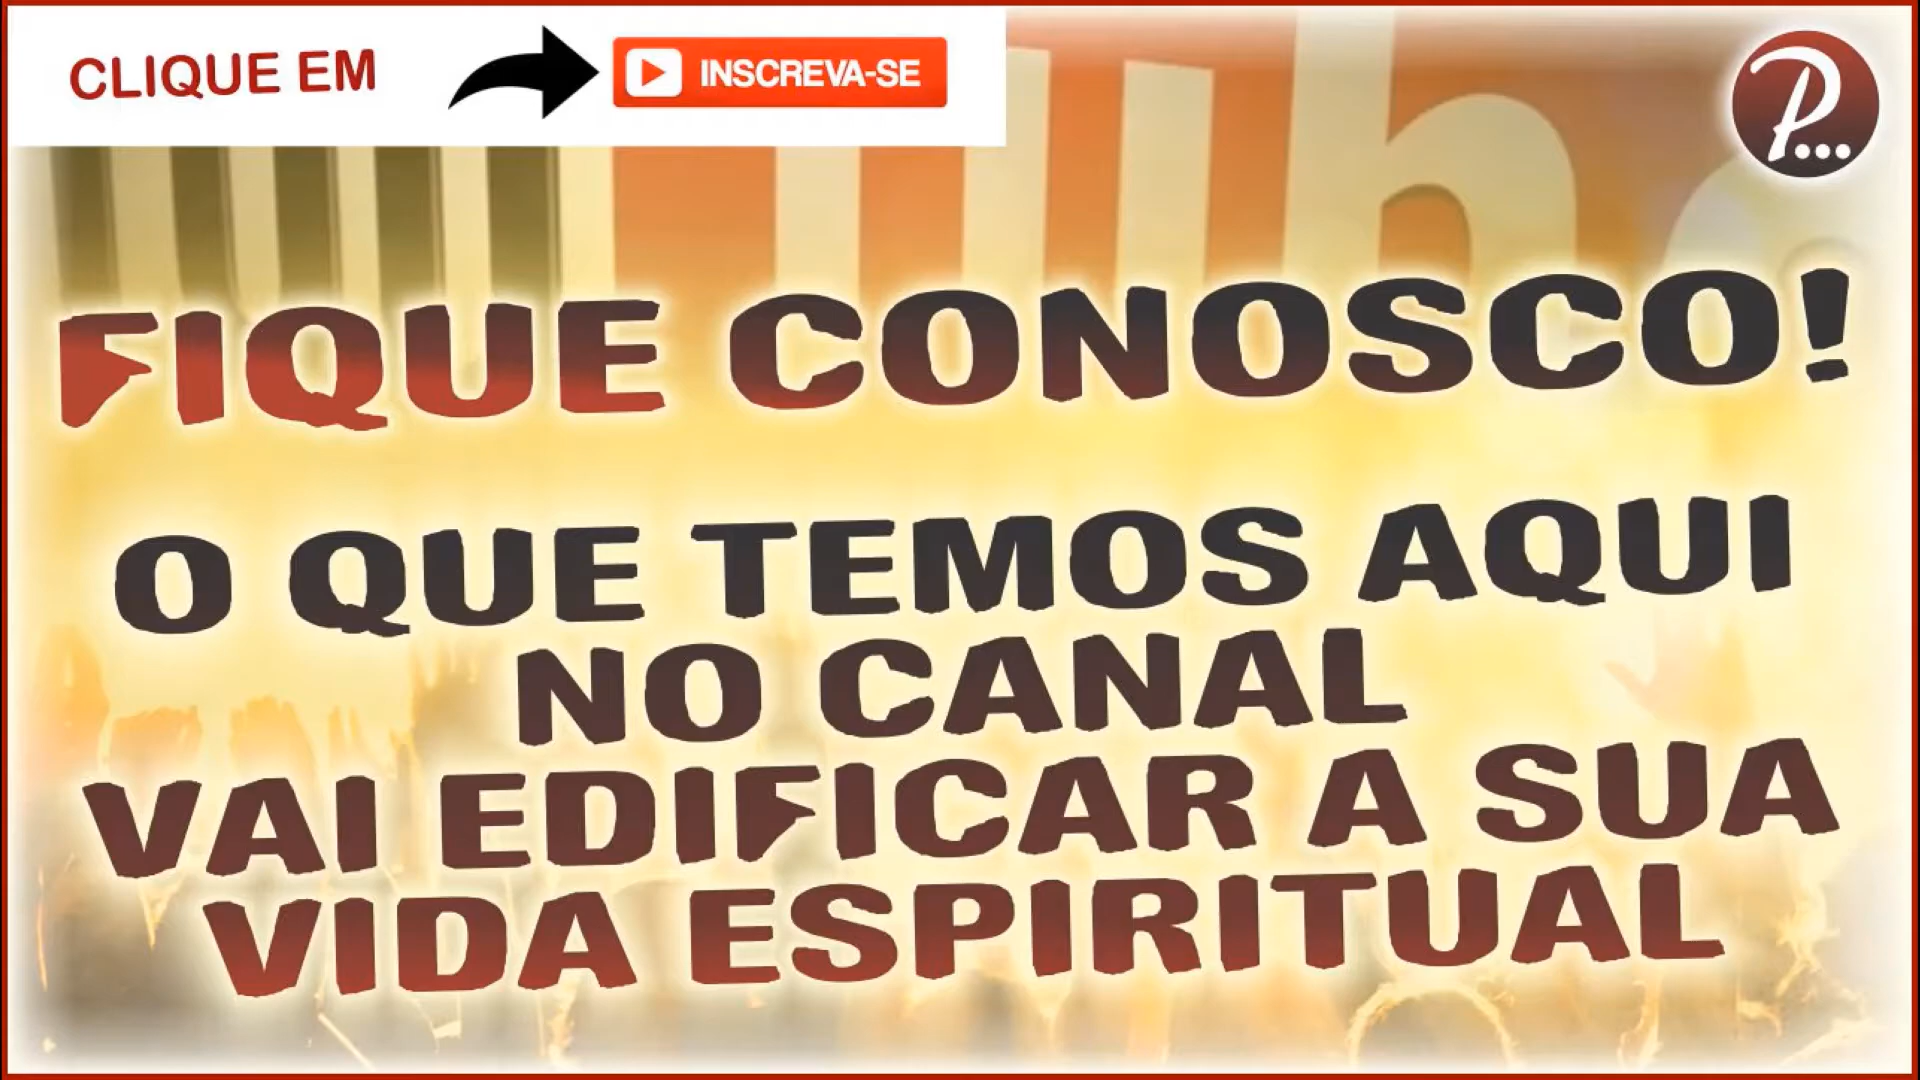 CLIQUE EM
INSCREVA-SE
P...
FIQUE CONOSCO!
O QUE TEMOS AQUI
NO CANAL
VAI EDIFICAR A SUA
VIDA ESPIRITUAL